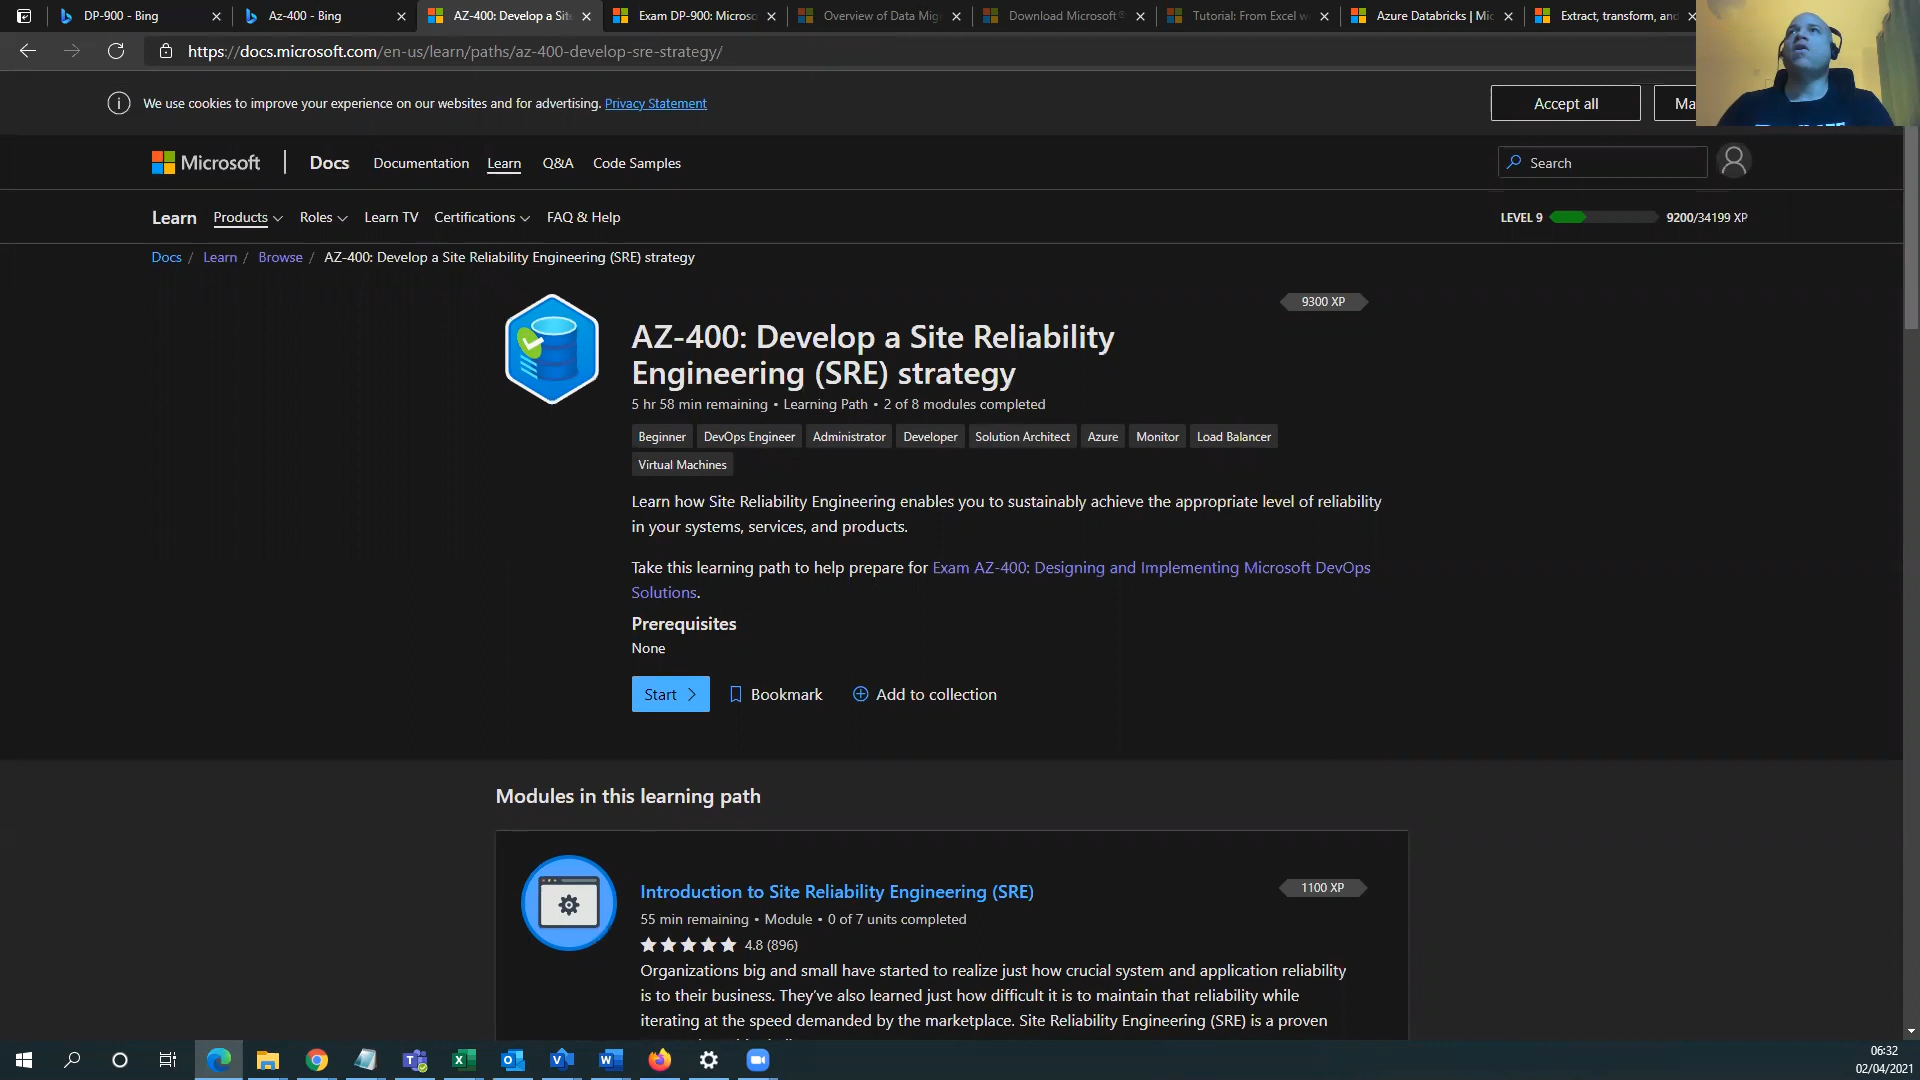 DP-900 - Bing
Az-400 - Bing
AZ-400: Develop a Sit
Exam DP-900: Microso
Overview of Data Mig
Download Microsoft®
Tutorial: From Excel w
Azure Databricks | Mic
Extract, transform, an
https://docs.microsoft.com/en-us/learn/paths/az-400-develop-sre-strategy/
We use cookies to improve your experience on our websites and for advertising. Privacy Statement
Accept all
Ma
Microsoft
Docs
Documentation
Learn
Q&A
Code Samples
Search
Learn
Products
Roles
Learn TV
Certifications
FAQ & Help
LEVEL 9
9200/34199 XP
Docs / Learn / Browse / AZ-400: Develop a Site Reliability Engineering (SRE) strategy
9300 XP
AZ-400: Develop a Site Reliability
Engineering (SRE) strategy
5 hr 58 min remaining • Learning Path • 2 of 8 modules completed
Beginner
DevOps Engineer
Administrator
Developer
Solution Architect
Azure
Monitor
Load Balancer
Virtual Machines
Learn how Site Reliability Engineering enables you to sustainably achieve the appropriate level of reliability
in your systems, services, and products.
Take this learning path to help prepare for Exam AZ-400: Designing and Implementing Microsoft DevOps
Solutions.
Prerequisites
None
Start
Bookmark
Add to collection
Modules in this learning path
Introduction to Site Reliability Engineering (SRE)
1100 XP
55 min remaining • Module • 0 of 7 units completed
4.8 (896)
Organizations big and small have started to realize just how crucial system and application reliability
is to their business. They've also learned just how difficult it is to maintain that reliability while
iterating at the speed demanded by the marketplace. Site Reliability Engineering (SRE) is a proven
06:32
02/04/2021